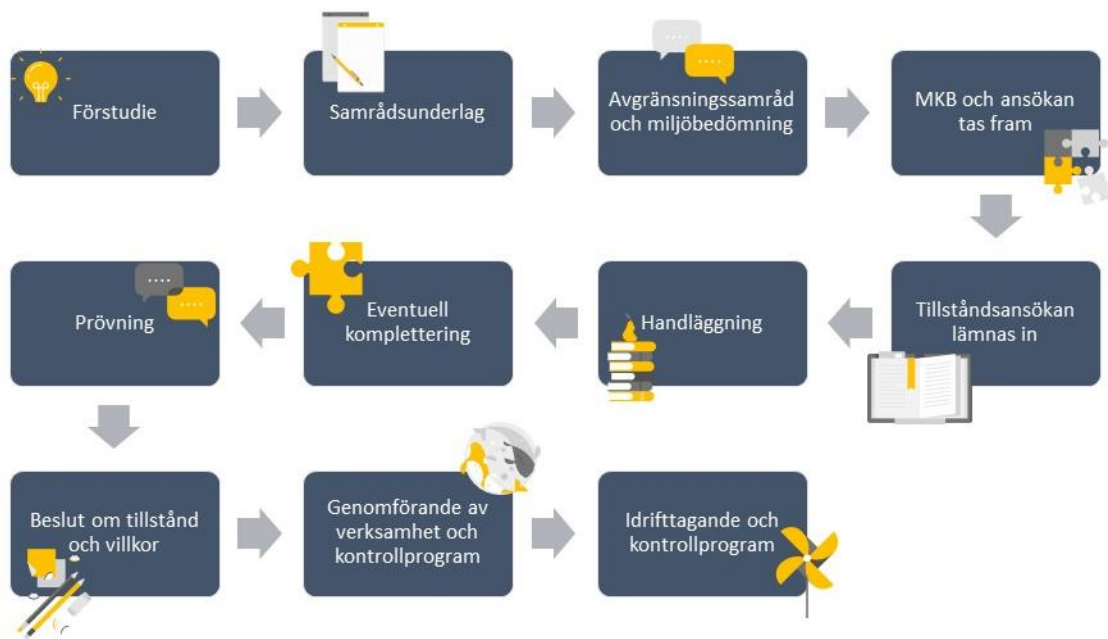 Förstudie
Samrådsunderlag
Avgränsningssamråd
och miljöbedömning
MKB och ansökan
tas fram
Tillståndsansökan
lämnas in
Handläggning
Eventuell
komplettering
Prövning
Beslut om tillstånd
och villkor
Genomförande av
verksamhet och
kontrollprogram
Idrifttagande och
kontrollprogram